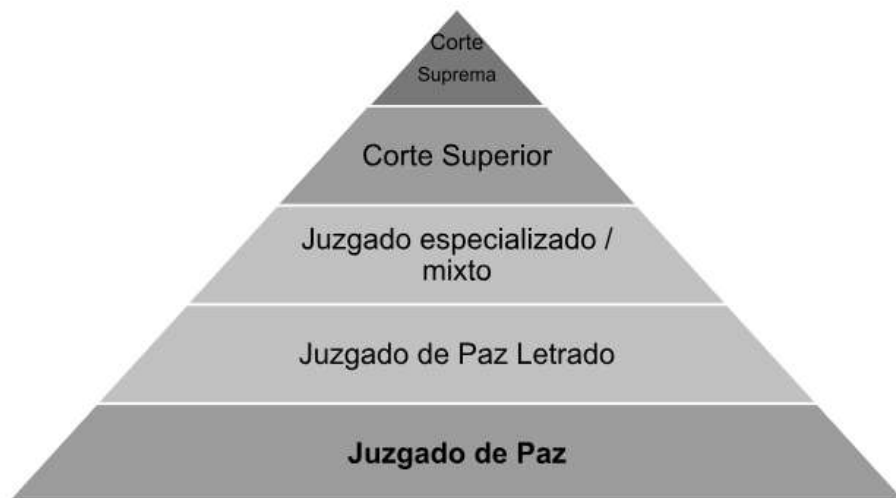 Corte
Suprema
Corte Superior
Juzgado especializado /
mixto
Juzgado de Paz Letrado
Juzgado de Paz